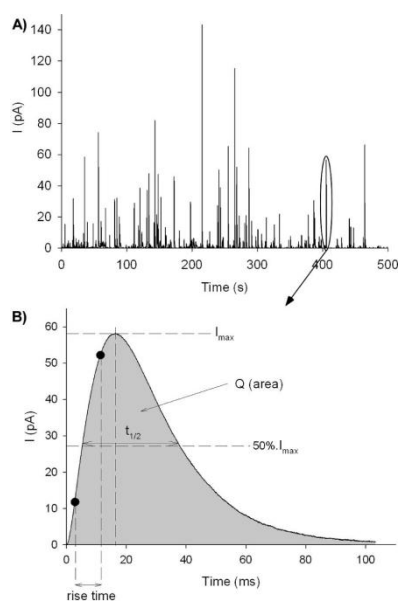 A)
140
120
100
80
60
40
20
0
I (pA)
0 100 200 300 400 500
Time (s)
B)
60
50
40
30
20
10
0
I (pA)
Imax
Q (area)
t1/2
50%.Imax
0 20 40 60 80 100
Time (ms)
rise time